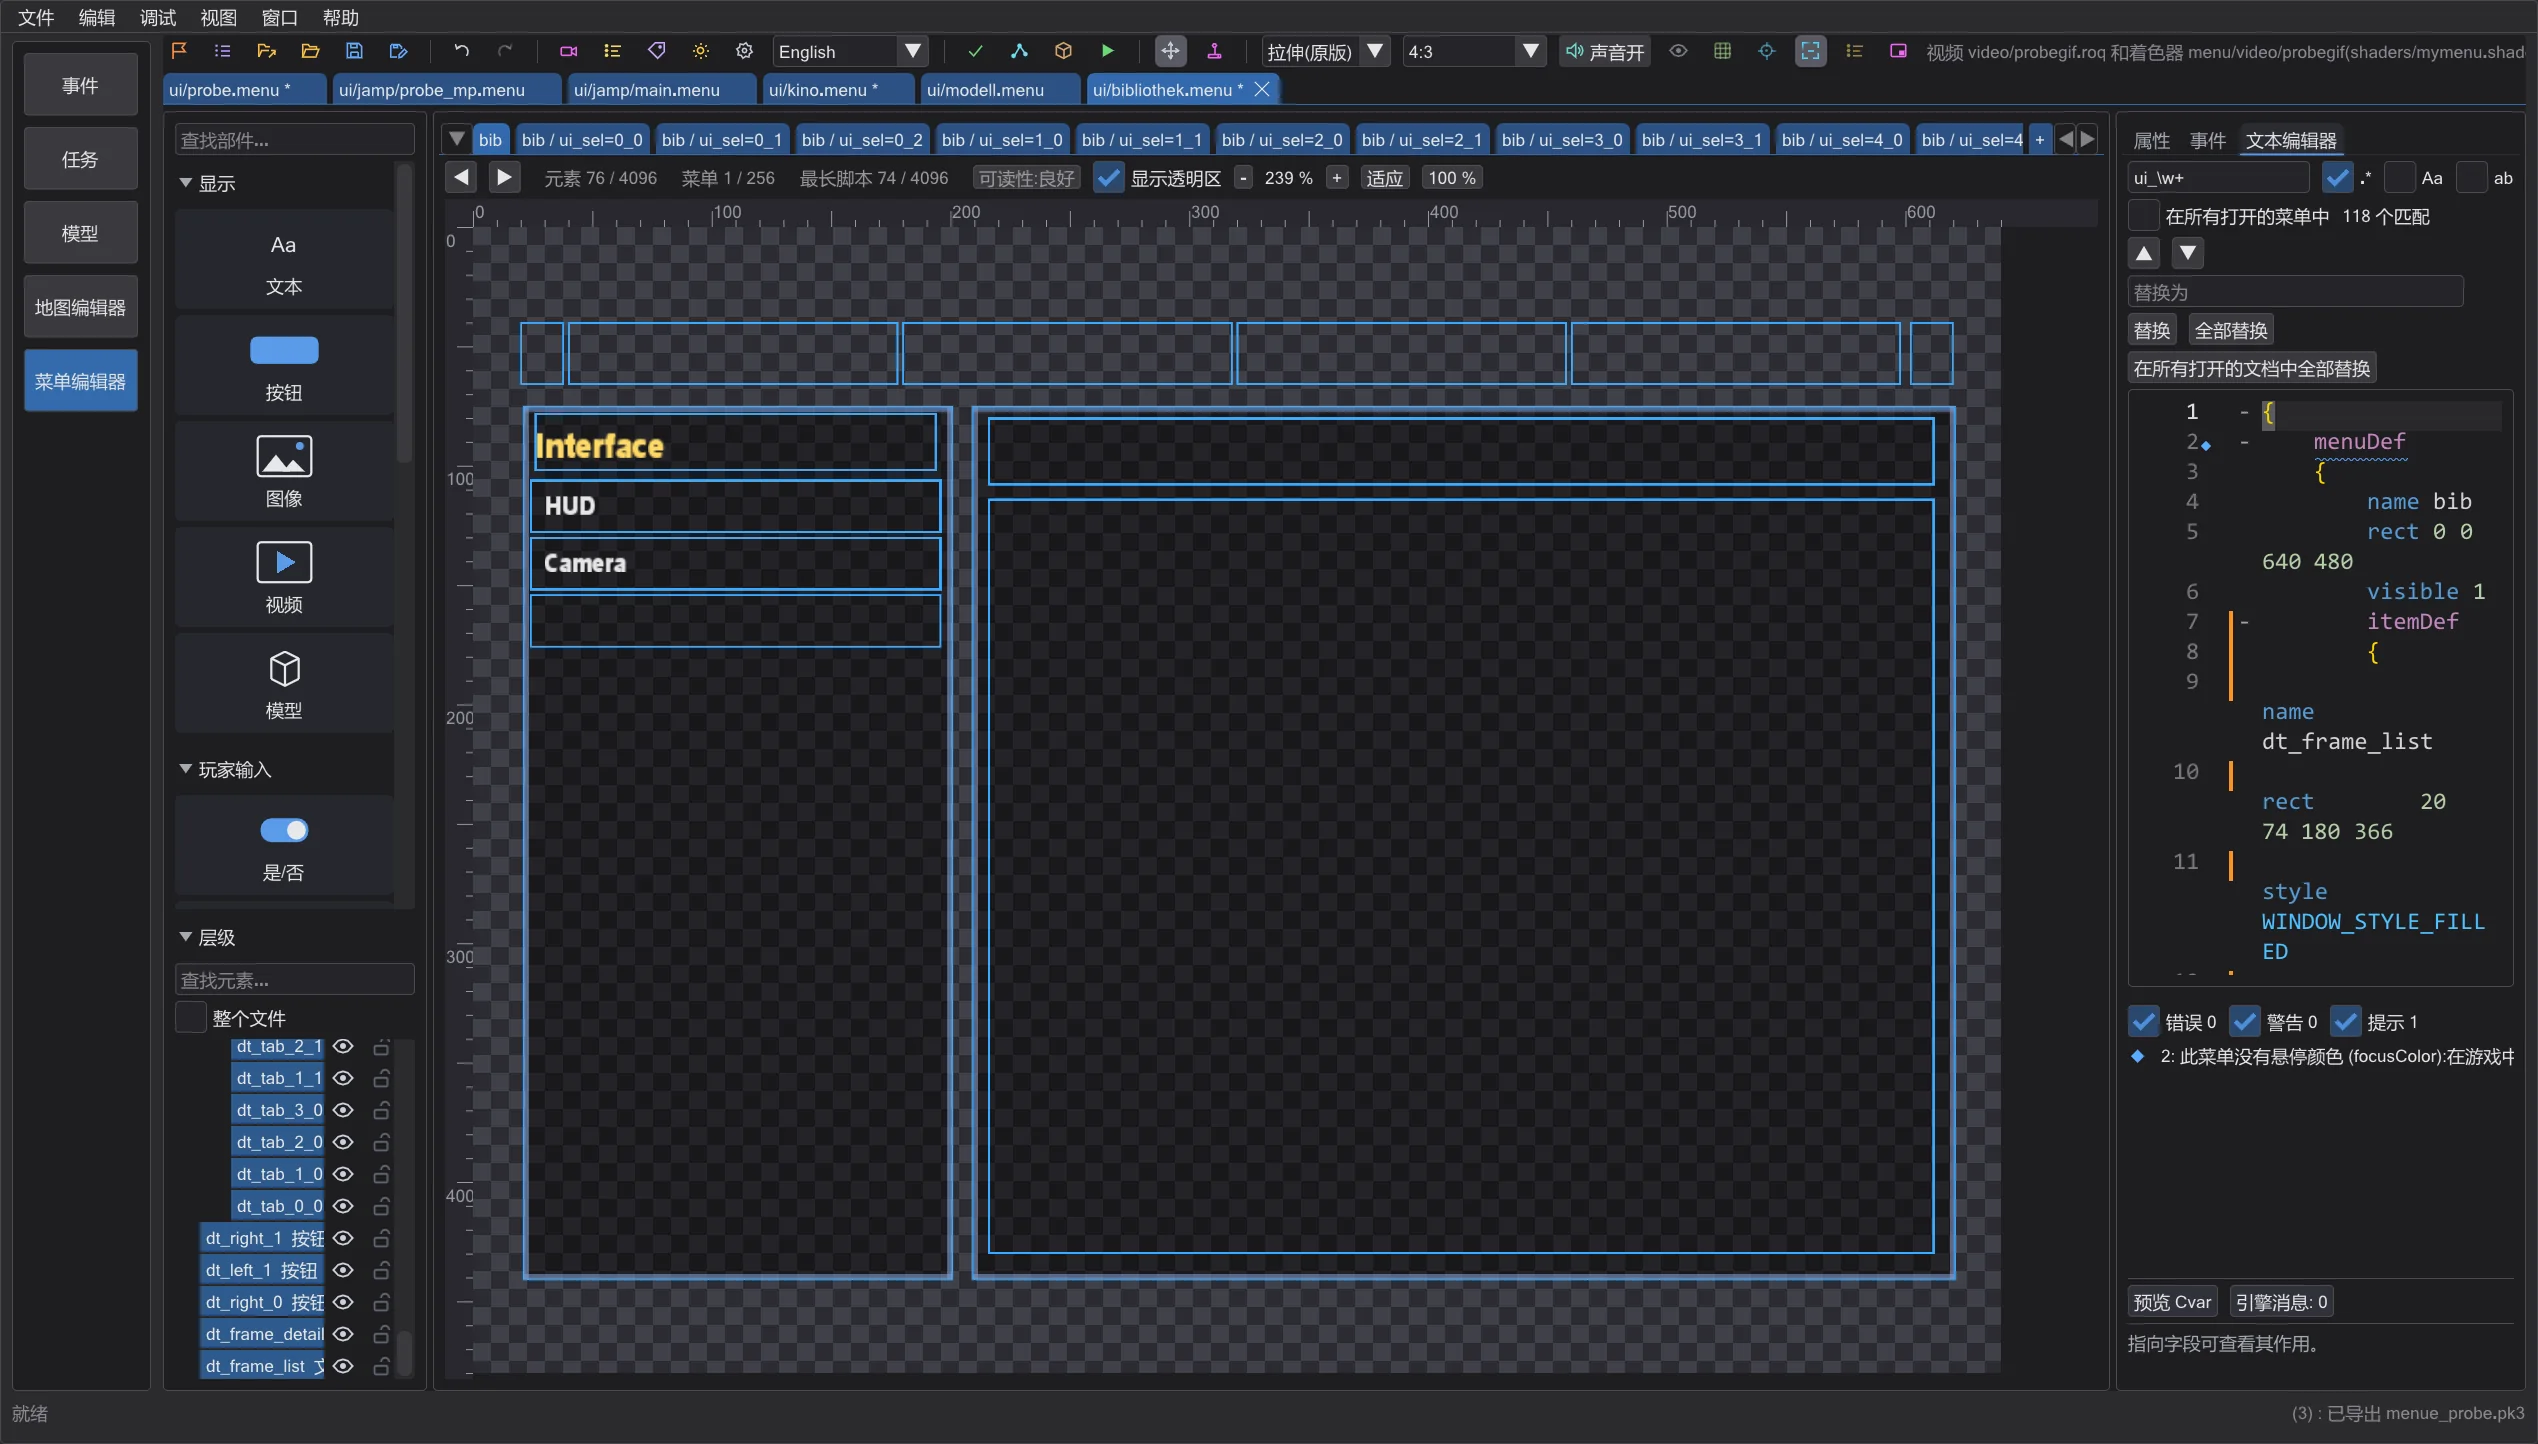 文件 编辑 调试 视图 窗口 帮助
English 拉伸(原版) 4:3 声音开 视频 video/probegif.roq 和着色器 menu/video/probegif(shaders/mymenu.shad
ui/probe.menu * ui/jamp/probe_mp.menu ui/jamp/main.menu ui/kino.menu * ui/modell.menu ui/bibliothek.menu *
事件
任务
模型
地图编辑器
菜单编辑器
查找部件...
显示
Aa
文本
按钮
图像
视频
模型
玩家输入
是/否
层级
查找元素...
整个文件
dt_tab_2_1
dt_tab_1_1
dt_tab_3_0
dt_tab_2_0
dt_tab_1_0
dt_tab_0_0
dt_right_1 按钮
dt_left_1 按钮
dt_right_0 按钮
dt_frame_detail
dt_frame_list
bib bib / ui_sel=0_0 bib / ui_sel=0_1 bib / ui_sel=0_2 bib / ui_sel=1_0 bib / ui_sel=1_1 bib / ui_sel=2_0 bib / ui_sel=2_1 bib / ui_sel=3_0 bib / ui_sel=3_1 bib / ui_sel=4_0 bib / ui_sel=4 +
元素 76 / 4096 菜单 1 / 256 最长脚本 74 / 4096 可读性:良好 显示透明区 - 239 % + 适应 100 %
0 100 200 300 400 500 600
0
100
200
300
400
Interface
HUD
Camera
属性 事件 文本编辑器
ui_\w+ .* Aa ab
在所有打开的菜单中 118 个匹配
替换为
替换 全部替换
在所有打开的文档中全部替换
1 - {
2 - menuDef
3 {
4 name bib
5 rect 0 0
640 480
6 visible 1
7 - itemDef
8 {
9
name
dt_frame_list
10
rect 20
74 180 366
11
style
WINDOW_STYLE_FILL
ED
错误 0 警告 0 提示 1
2: 此菜单没有悬停颜色 (focusColor):在游戏中
预览 Cvar 引擎消息: 0
指向字段可查看其作用。
就绪 (3) : 已导出 menue_probe.pk3